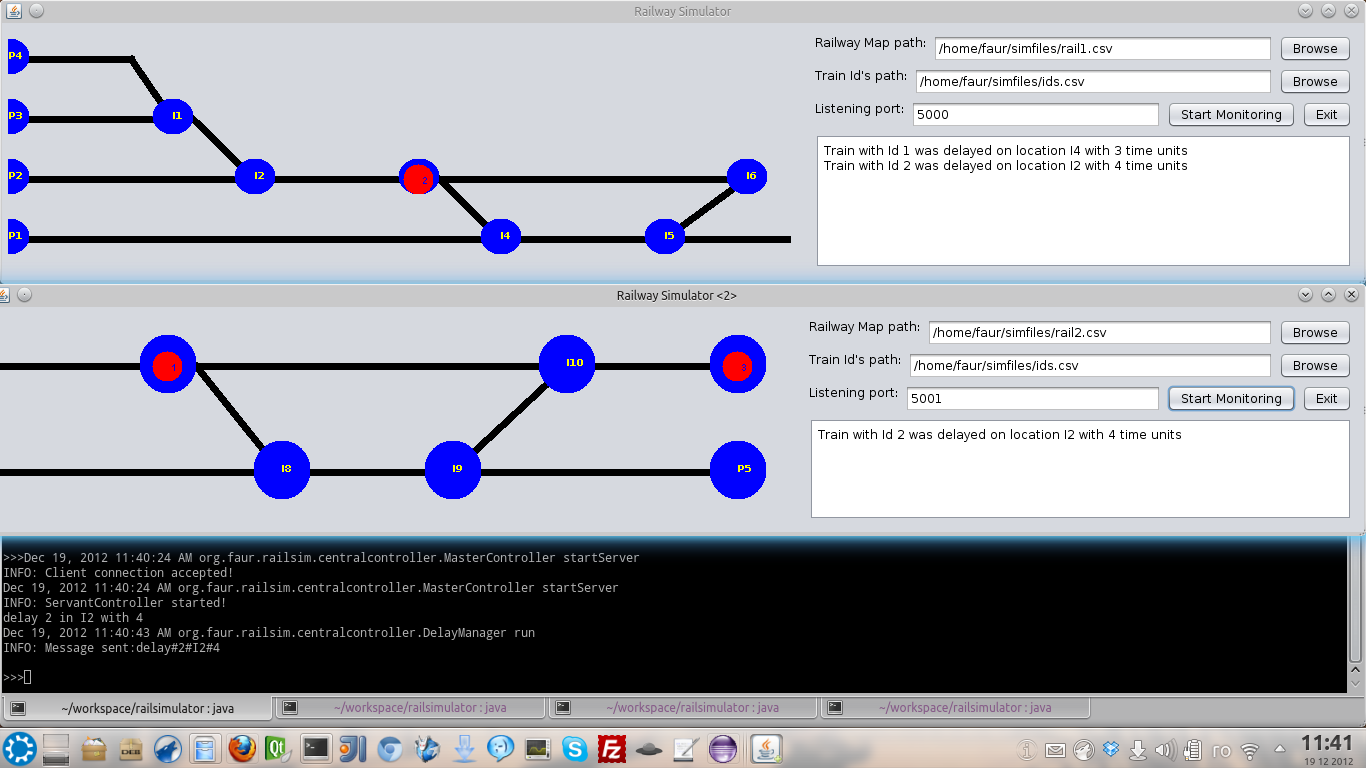 Railway Simulator
P4
Railway Map path: /home/faur/simfiles/rail1.csv Browse
Train Id's path: /home/faur/simfiles/ids.csv Browse
P3 I1
Listening port: 5000 Start Monitoring Exit
Train with Id 1 was delayed on location I4 with 3 time units
Train with Id 2 was delayed on location I2 with 4 time units
P2 I2 2 I6
P1 I4 I5
Railway Simulator <2>
Railway Map path: /home/faur/simfiles/rail2.csv Browse
Train Id's path: /home/faur/simfiles/ids.csv Browse
1 I10 3
Listening port: 5001 Start Monitoring Exit
Train with Id 2 was delayed on location I2 with 4 time units
I8 I9 P5
>>>Dec 19, 2012 11:40:24 AM org.faur.railsim.centralcontroller.MasterController startServer
INFO: Client connection accepted!
Dec 19, 2012 11:40:24 AM org.faur.railsim.centralcontroller.MasterController startServer
INFO: ServantController started!
delay 2 in I2 with 4
Dec 19, 2012 11:40:43 AM org.faur.railsim.centralcontroller.DelayManager run
INFO: Message sent:delay#2#I2#4
>>>
~/workspace/railsimulator : java ~/workspace/railsimulator : java ~/workspace/railsimulator : java ~/workspace/railsimulator : java
DEB Qt ro 11:41
19 12 2012